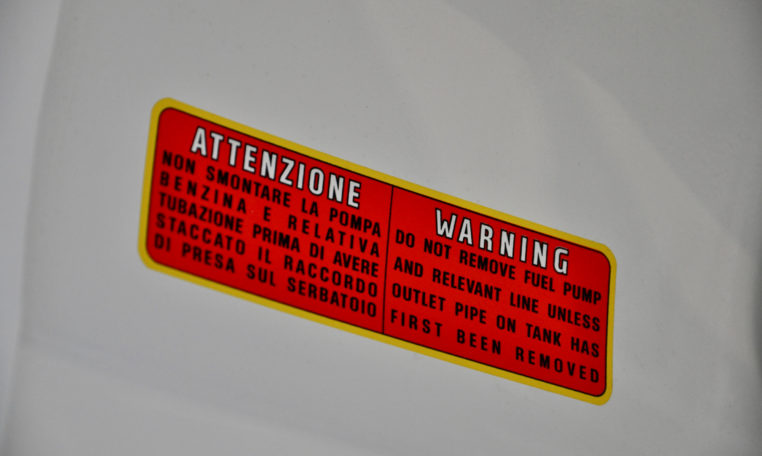 ATTENZIONE
NON SMONTARE LA POMPA
BENZINA E RELATIVA
TUBAZIONE PRIMA DI AVERE
STACCATO IL RACCORDO
DI PRESA SUL SERBATOIO
WARNING
DO NOT REMOVE FUEL PUMP
AND RELEVANT LINE UNLESS
OUTLET PIPE ON TANK HAS
FIRST BEEN REMOVED